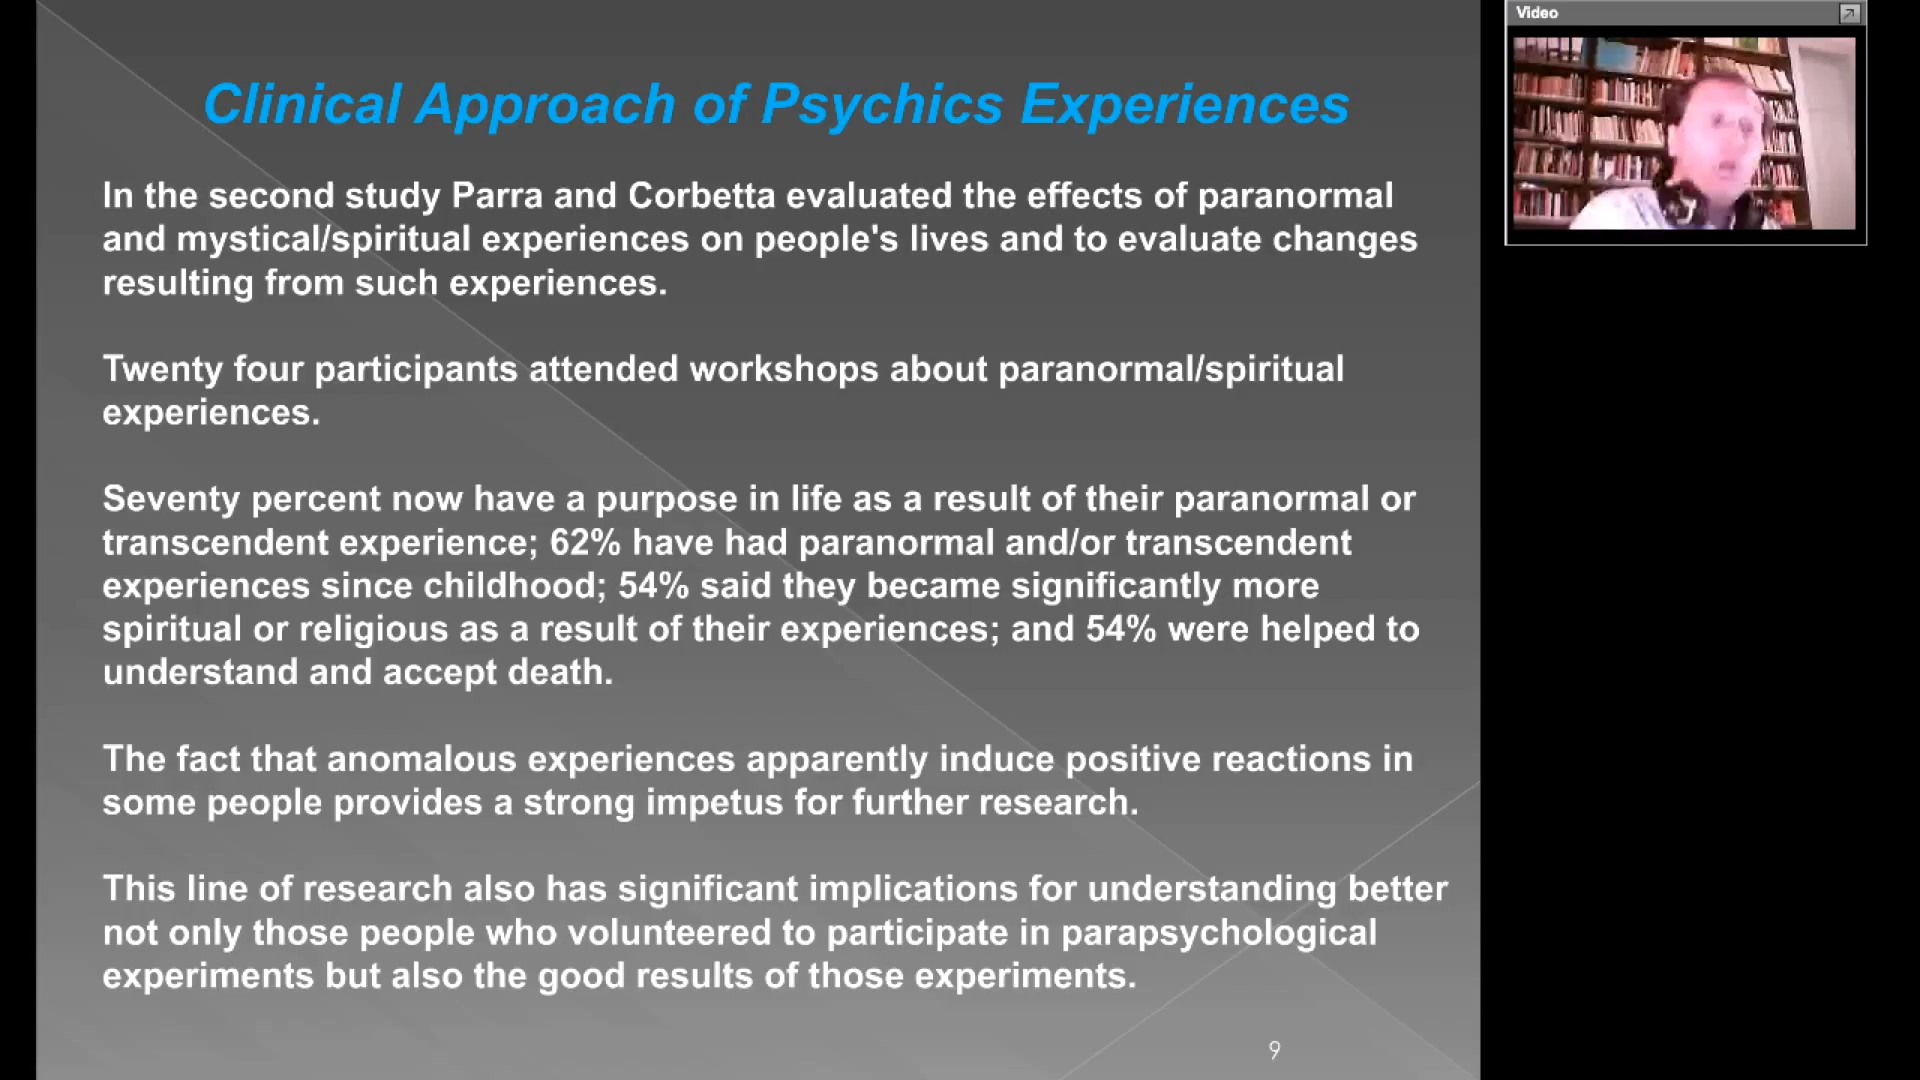 Video
Clinical Approach of Psychics Experiences
In the second study Parra and Corbetta evaluated the effects of paranormal
and mystical/spiritual experiences on people's lives and to evaluate changes
resulting from such experiences.
Twenty four participants attended workshops about paranormal/spiritual
experiences.
Seventy percent now have a purpose in life as a result of their paranormal or
transcendent experience; 62% have had paranormal and/or transcendent
experiences since childhood; 54% said they became significantly more
spiritual or religious as a result of their experiences; and 54% were helped to
understand and accept death.
The fact that anomalous experiences apparently induce positive reactions in
some people provides a strong impetus for further research.
This line of research also has significant implications for understanding better
not only those people who volunteered to participate in parapsychological
experiments but also the good results of those experiments.
9